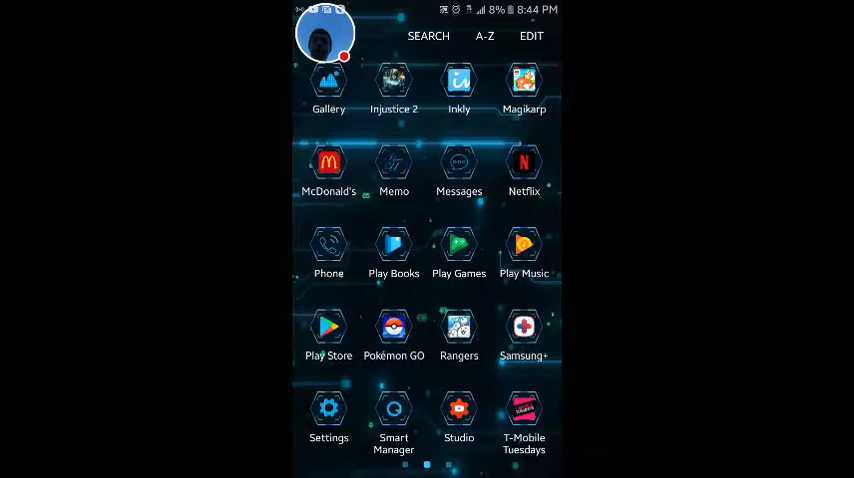 8% 8:44 PM
SEARCH A-Z EDIT
Gallery Injustice 2 Inkly Magikarp
McDonald's Memo Messages Netflix
Phone Play Books Play Games Play Music
Play Store Pokémon GO Rangers Samsung+
Settings Smart Manager Studio T-Mobile Tuesdays